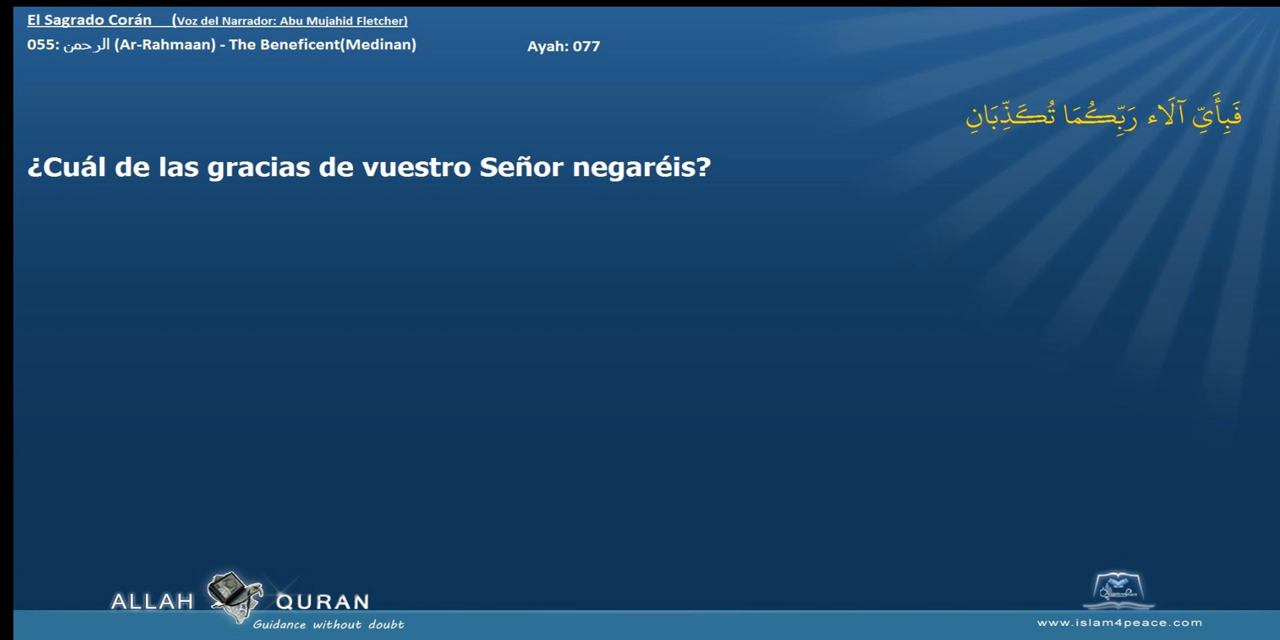 El Sagrado Corán (Voz del Narrador: Abu Mujahid Fletcher)
055: الرحمن (Ar-Rahmaan) - The Beneficent(Medinan) Ayah: 077
فَبِأَيِّ آلَاء رَبِّكُمَا تُكَذِّبَانِ
¿Cuál de las gracias de vuestro Señor negaréis?
ALLAH QURAN
Guidance without doubt
www.islam4peace.com